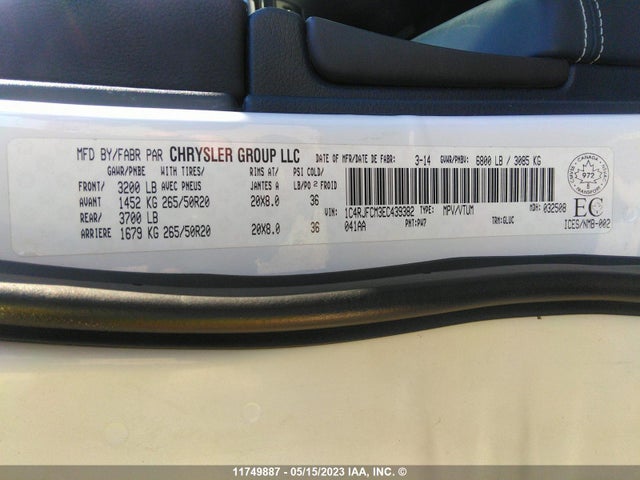 MFD BY/FABR PAR CHRYSLER GROUP LLC DATE OF MFR/DATE DE FABR: 3-14 GVWR/PNBV: 6800 LB / 3085 KG
GAWR/PNBE WITH TIRES/ RIMS AT/ PSI COLD/
FRONT/ 3200 LB AVEC PNEUS JANTES A LB/PO2 FROID
AVANT 1452 KG 265/50R20 20X8.0 36
REAR/ 3700 LB
ARRIERE 1679 KG 265/50R20 20X8.0 36
VIN: 1C4RJFCM3EC439382 TYPE: MPV/VTUM MDH: 032508
041AA PNT: PW7 TRM: GLUC
CANADA
972
EC
ICES/NMB-002
11749887 - 05/15/2023 IAA, Inc. ©